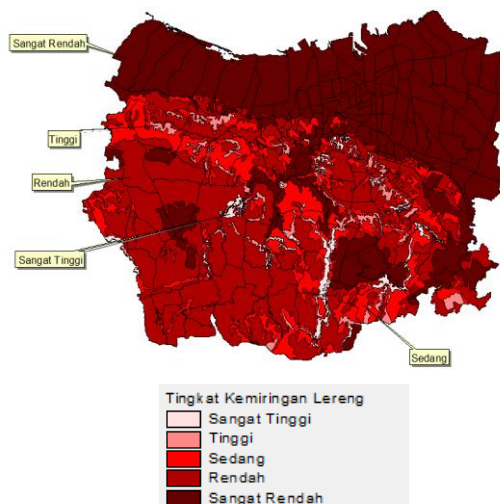 Sangat Rendah
Tinggi
Rendah
Sangat Tinggi
Sedang
Tingkat Kemiringan Lereng
Sangat Tinggi
Tinggi
Sedang
Rendah
Sangat Rendah